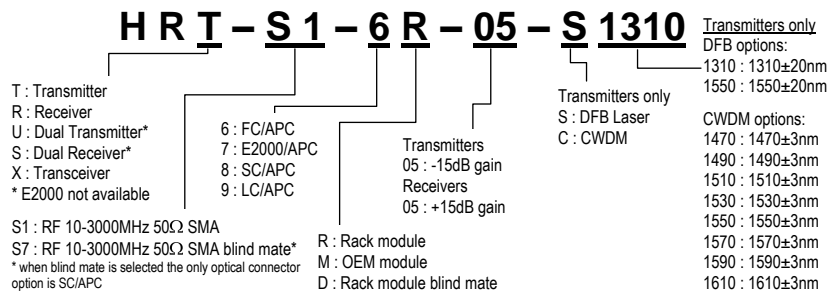 HRT – S1 – 6R – 05 – S1310
Transmitters only
DFB options:
1310 : 1310±20nm
1550 : 1550±20nm
CWDM options:
1470 : 1470±3nm
1490 : 1490±3nm
1510 : 1510±3nm
1530 : 1530±3nm
1550 : 1550±3nm
1570 : 1570±3nm
1590 : 1590±3nm
1610 : 1610±3nm
T : Transmitter
R : Receiver
U : Dual Transmitter*
S : Dual Receiver*
X : Transceiver
* E2000 not available
S1 : RF 10-3000MHz 50Ω SMA
S7 : RF 10-3000MHz 50Ω SMA blind mate*
* when blind mate is selected the only optical connector
option is SC/APC
6 : FC/APC
7 : E2000/APC
8 : SC/APC
9 : LC/APC
R : Rack module
M : OEM module
D : Rack module blind mate
Transmitters
05 : -15dB gain
Receivers
05 : +15dB gain
Transmitters only
S : DFB Laser
C : CWDM